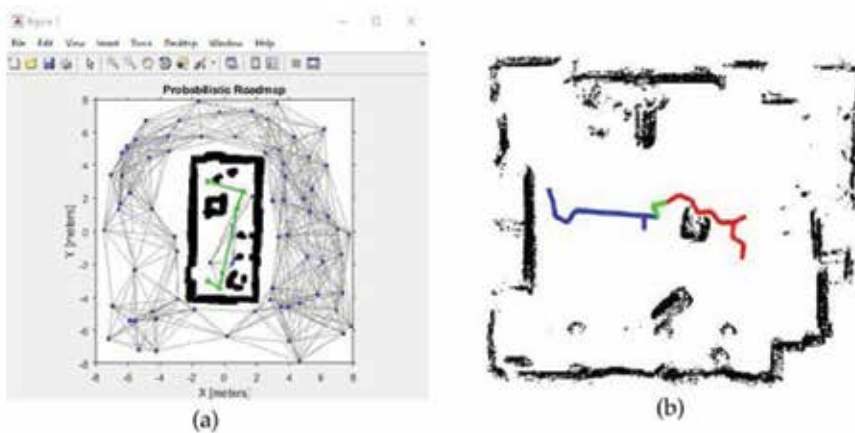 Figure 1
File Edit View Insert Tools Desktop Window Help
Probabilistic Roadmap
8
6
4
2
0
-2
-4
-6
-8
Y [meters]
-8 -6 -4 -2 0 2 4 6 8
X [meters]
(a)
(b)